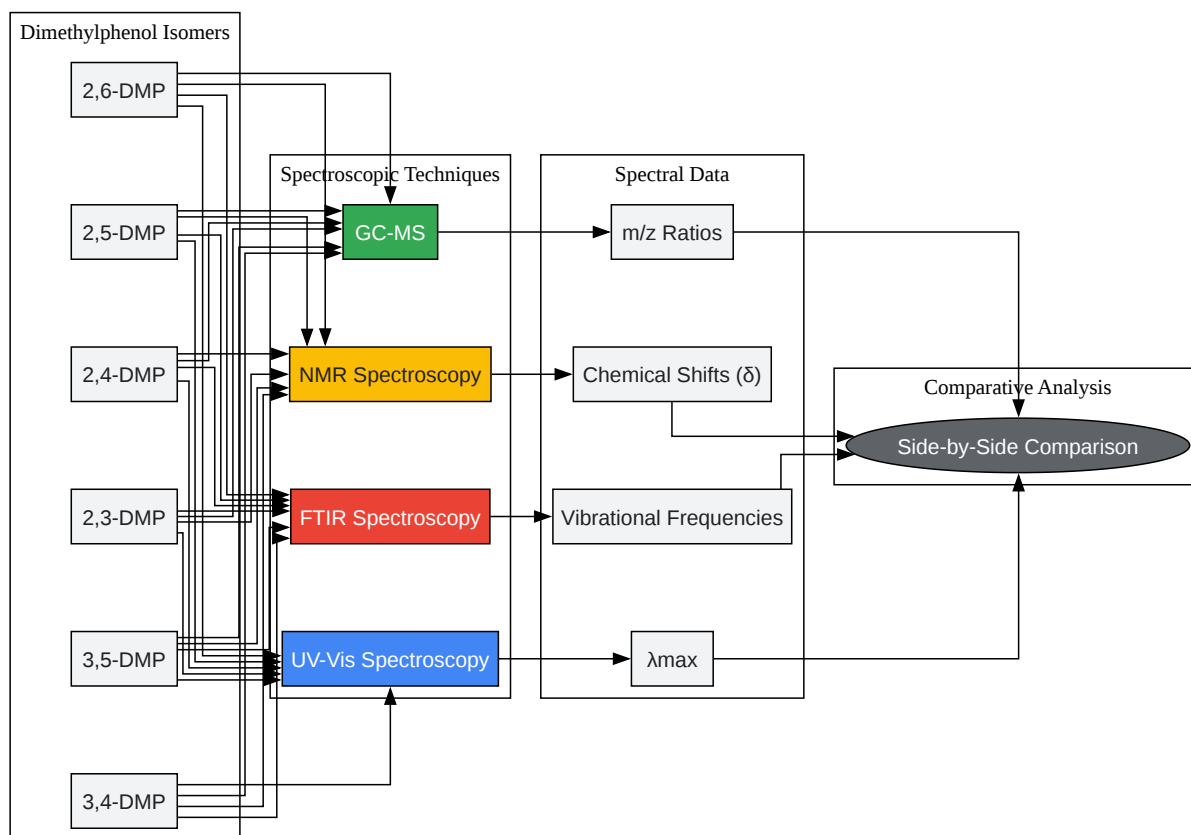 Dimethylphenol Isomers
2,6-DMP
2,5-DMP
2,4-DMP
2,3-DMP
3,5-DMP
3,4-DMP
Spectroscopic Techniques
GC-MS
NMR Spectroscopy
FTIR Spectroscopy
UV-Vis Spectroscopy
Spectral Data
m/z Ratios
Chemical Shifts (δ)
Vibrational Frequencies
λmax
Comparative Analysis
Side-by-Side Comparison